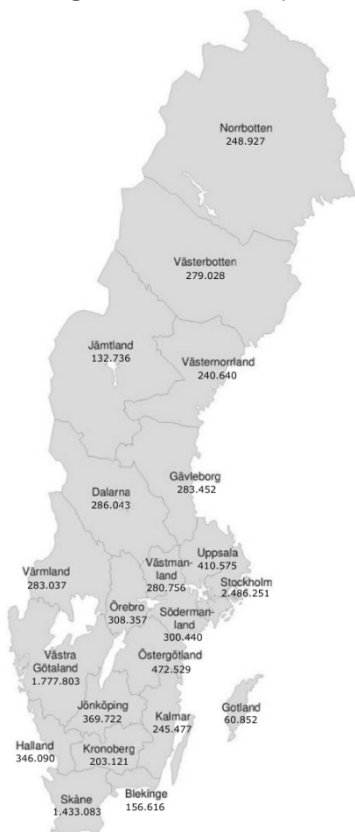 Norrbotten
248.927
Västerbotten
279.028
Jämtland
132.736
Västernorrland
240.640
Gävleborg
283.452
Dalarna
286.043
Uppsala
410.575
Västman-
land
280.756
Stockholm
2.486.251
Värmland
283.037
Örebro
308.357
Söderman-
land
300.440
Västra
Götaland
1.777.803
Östergötland
472.529
Jönköping
369.722
Kalmar
245.477
Gotland
60.852
Halland
346.090
Kronoberg
203.121
Skåne
1.433.083
Blekinge
156.616